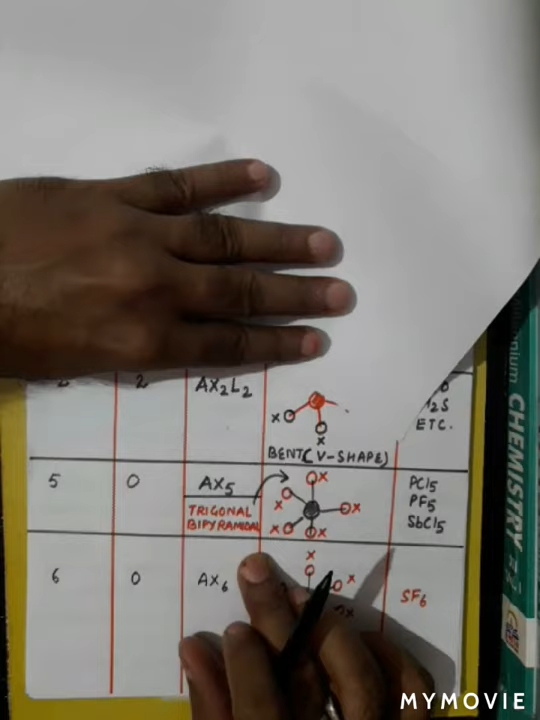 2 AX2L2
2S
ETC.
X
X
BENT (V-SHAPE)
5 0 AX5
TRIGONAL
BIPYRAMIDAL
X
X
X
X
X
PCl5
PF5
SbCl5
6 0 AX6
X
X
X
SF6
CHEMISTRY
MYMOVIE